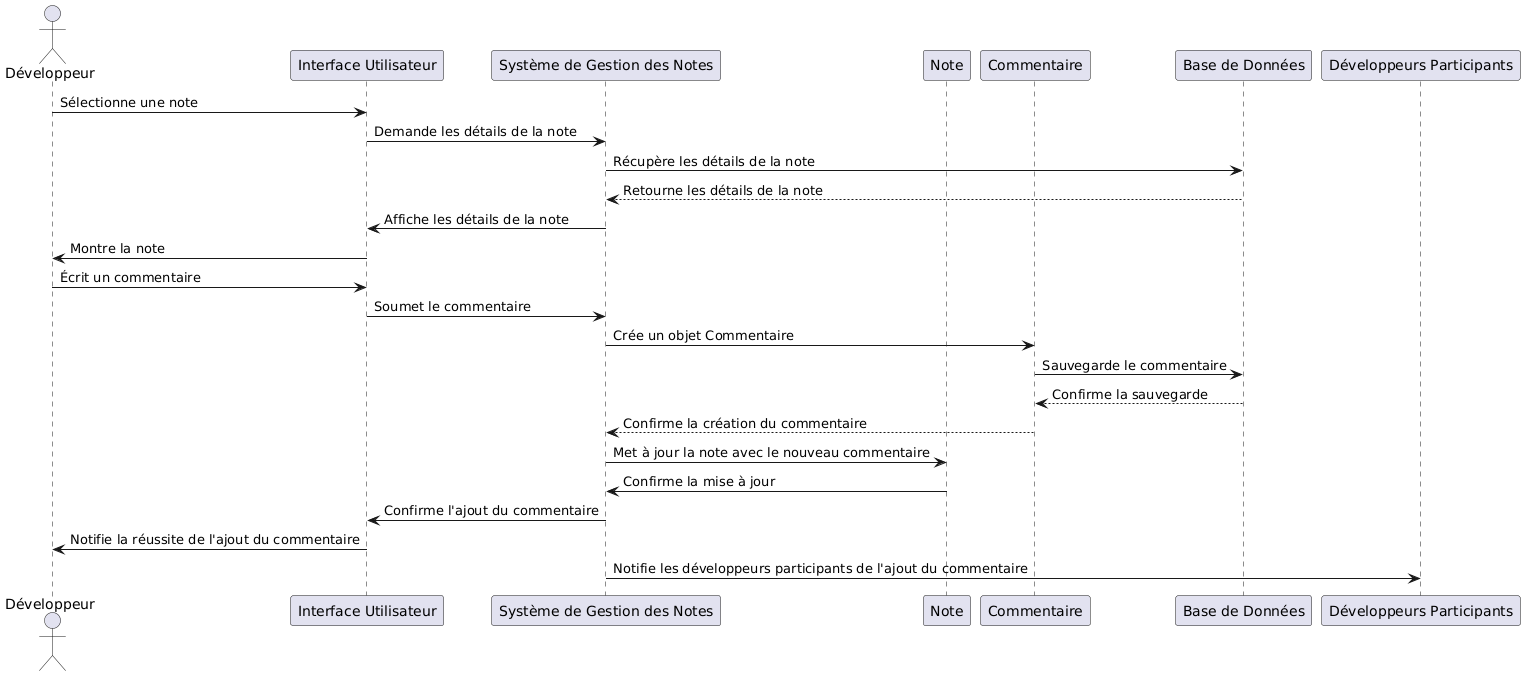 Développeur
Interface Utilisateur
Système de Gestion des Notes
Note
Commentaire
Base de Données
Développeurs Participants
Sélectionne une note
Demande les détails de la note
Récupère les détails de la note
Retourne les détails de la note
Affiche les détails de la note
Montre la note
Écrit un commentaire
Soumet le commentaire
Crée un objet Commentaire
Sauvegarde le commentaire
Confirme la sauvegarde
Confirme la création du commentaire
Met à jour la note avec le nouveau commentaire
Confirme la mise à jour
Confirme l'ajout du commentaire
Notifie la réussite de l'ajout du commentaire
Notifie les développeurs participants de l'ajout du commentaire
Développeur
Interface Utilisateur
Système de Gestion des Notes
Note
Commentaire
Base de Données
Développeurs Participants